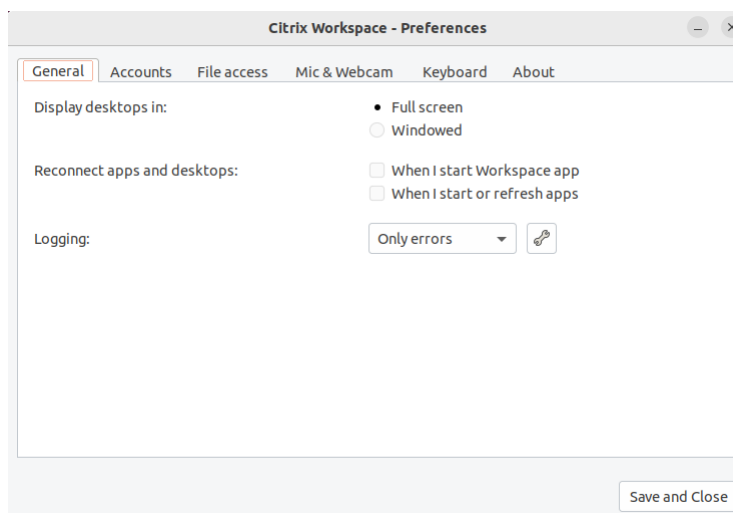 Citrix Workspace - Preferences
General Accounts File access Mic & Webcam Keyboard About
Display desktops in: Full screen
Windowed
Reconnect apps and desktops: When I start Workspace app
When I start or refresh apps
Logging: Only errors
Save and Close